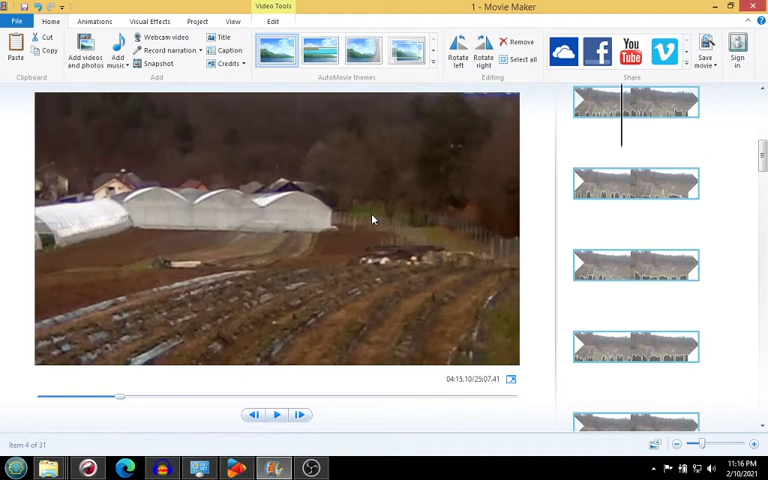 Video Tools
1 - Movie Maker
File
Home
Animations
Visual Effects
Project
View
Edit
Paste
Cut
Copy
Clipboard
Add videos
and photos
Add
music
Webcam video
Record narration
Snapshot
Title
Caption
Credits
Add
AutoMovie themes
Rotate
left
Rotate
right
Remove
Select all
Editing
You
Tube
Share
Save
movie
Sign
in
04:15.10/25:07.41
Item 4 of 31
11:16 PM
2/10/2021